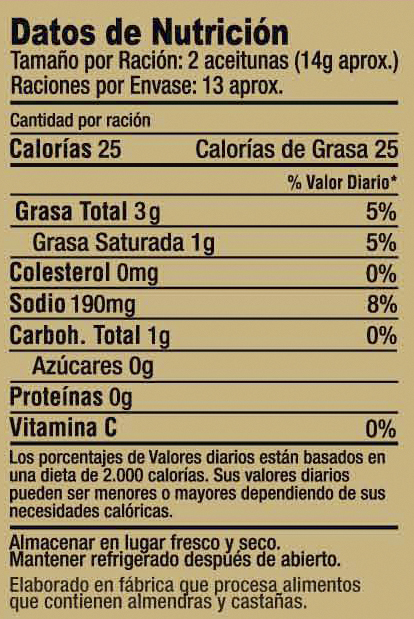 Datos de Nutrición
Tamaño por Ración: 2 aceitunas (14g aprox.)
Raciones por Envase: 13 aprox.
Cantidad por ración
Calorías 25 Calorías de Grasa 25
% Valor Diario*
Grasa Total 3g 5%
Grasa Saturada 1g 5%
Colesterol 0mg 0%
Sodio 190mg 8%
Carboh. Total 1g 0%
Azúcares 0g
Proteínas 0g
Vitamina C 0%
Los porcentajes de Valores diarios están basados en
una dieta de 2.000 calorías. Sus valores diarios
pueden ser menores o mayores dependiendo de sus
necesidades calóricas.
Almacenar en lugar fresco y seco.
Mantener refrigerado después de abierto.
Elaborado en fábrica que procesa alimentos
que contienen almendras y castañas.